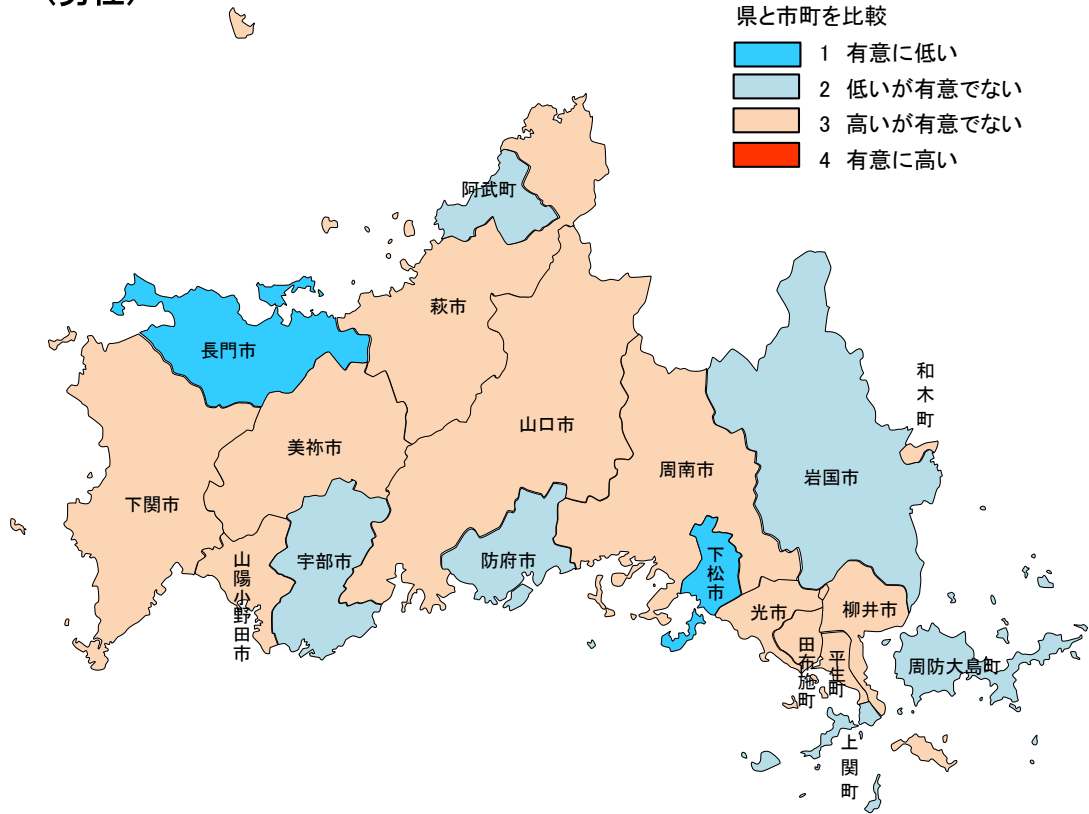 県と市町を比較
1 有意に低い
2 低いが有意でない
3 高いが有意でない
4 有意に高い
阿武町
萩市
長門市
和木町
山口市
美祢市
周南市
岩国市
下関市
宇部市
防府市
山陽小野田市
下松市
光市
柳井市
田布施町
平生町
周防大島町
上関町